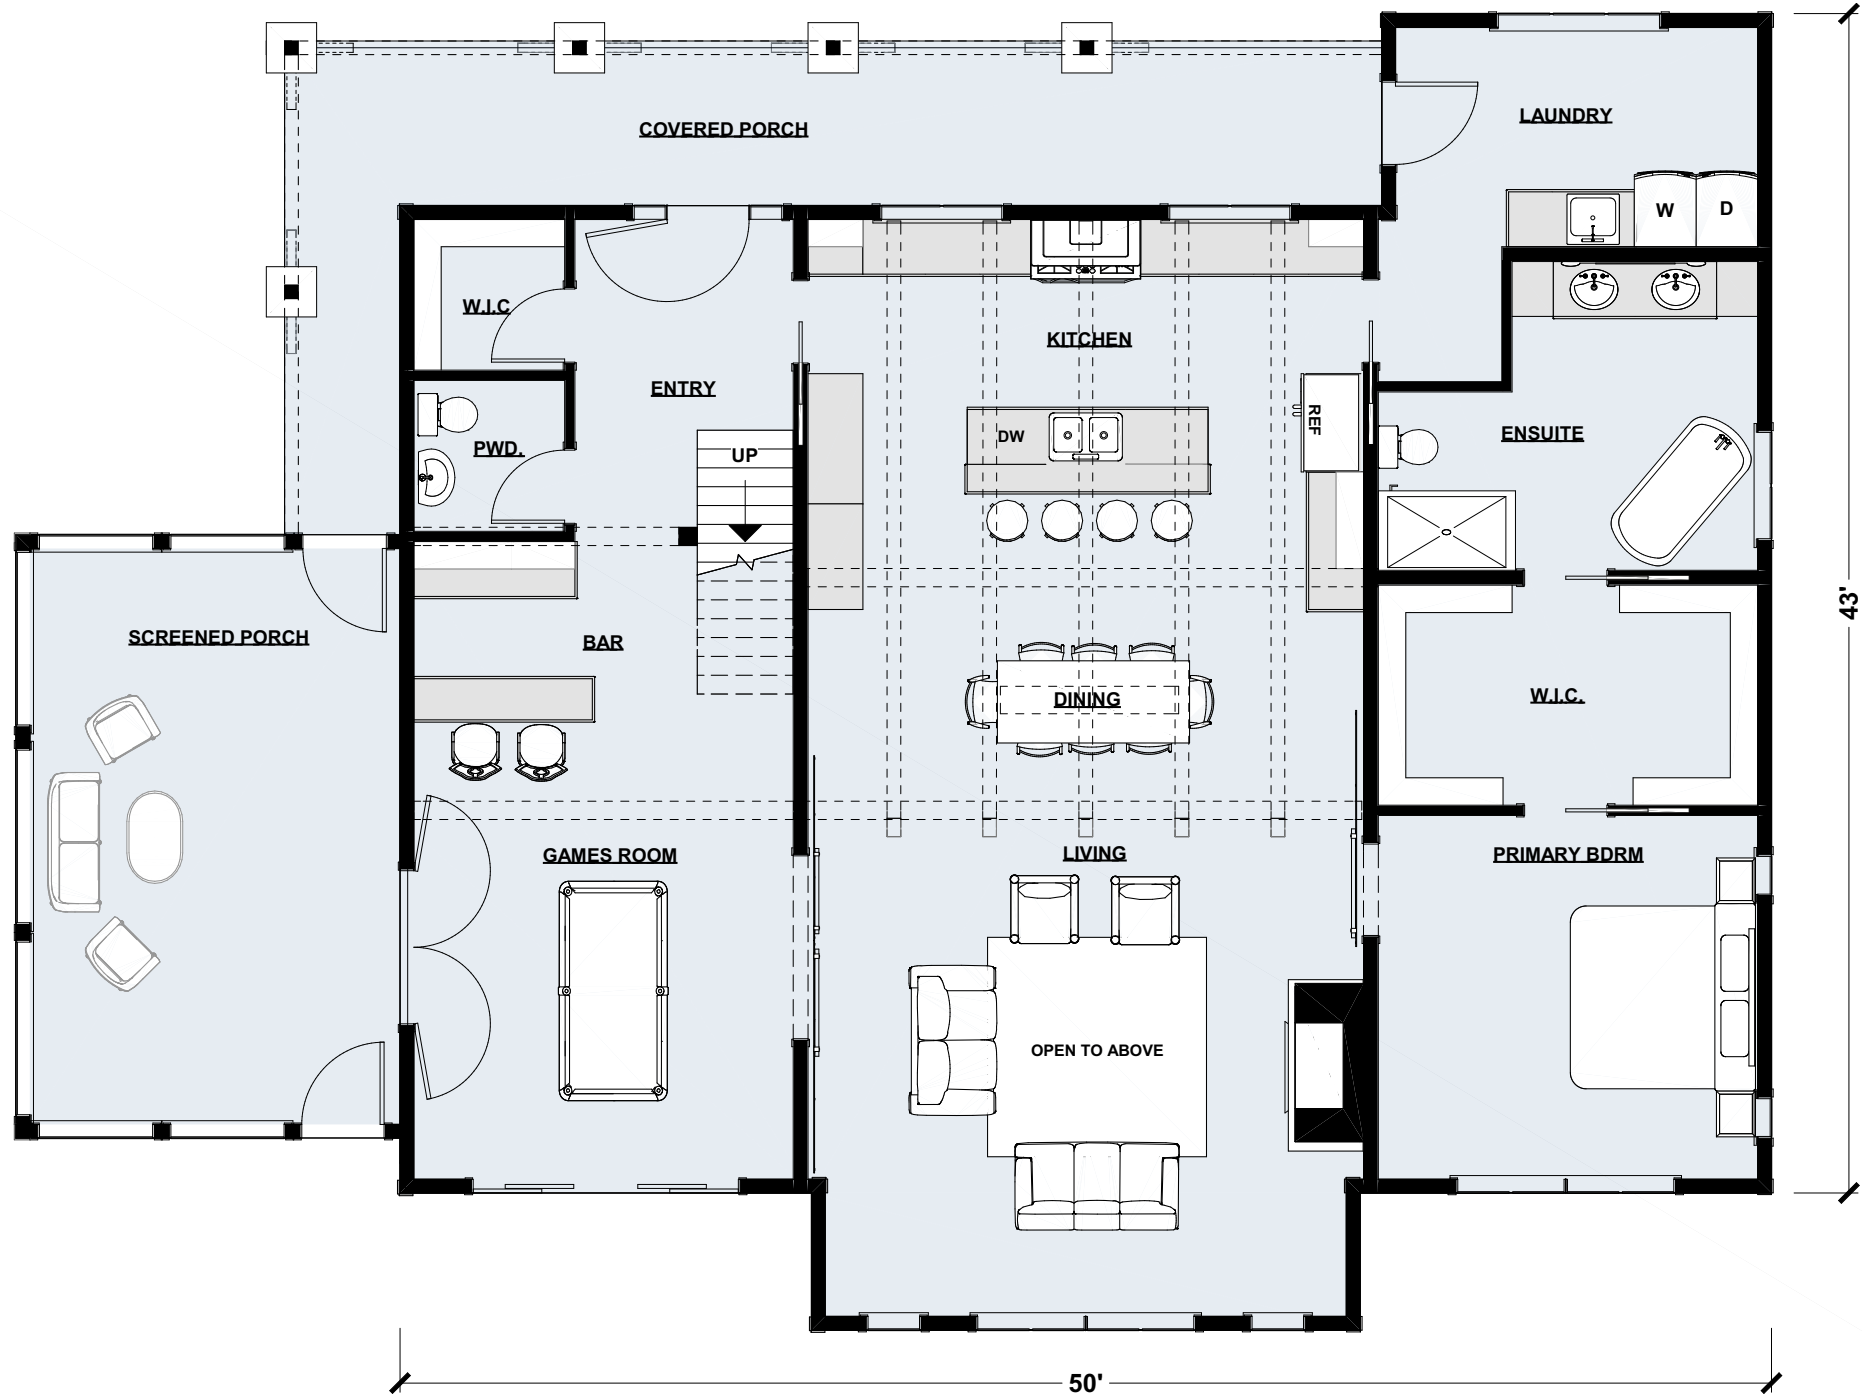 COVERED PORCH
LAUNDRY
W
D
W.I.C
KITCHEN
ENTRY
REF
DW
ENSUITE
PWD.
UP
43'
SCREENED PORCH
BAR
DINING
W.I.C.
GAMES ROOM
LIVING
PRIMARY BDRM
OPEN TO ABOVE
50'